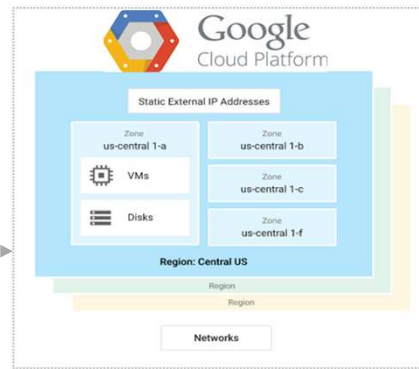 Google
Cloud Platform
Static External IP Addresses
Zone
us-central 1-a
VMs
Disks
Zone
us-central 1-b
Zone
us-central 1-c
Zone
us-central 1-f
Region: Central US
Region
Region
Networks